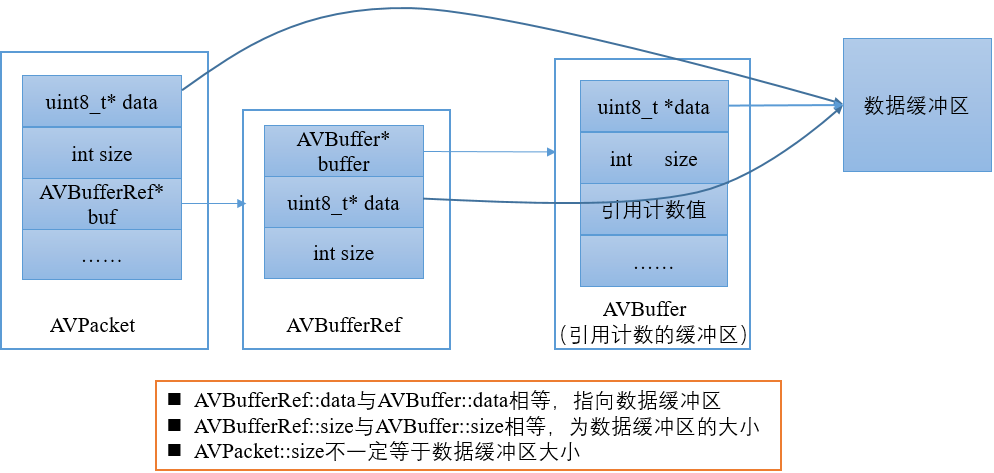 uint8_t* data
int size
AVBufferRef*
buf
……
AVPacket
AVBuffer*
buffer
uint8_t* data
int size
AVBufferRef
uint8_t *data
int size
引用计数值
……
AVBuffer
(引用计数的缓冲区)
数据缓冲区
■ AVBufferRef::data与AVBuffer::data相等，指向数据缓冲区
■ AVBufferRef::size与AVBuffer::size相等，为数据缓冲区的大小
■ AVPacket::size不一定等于数据缓冲区大小